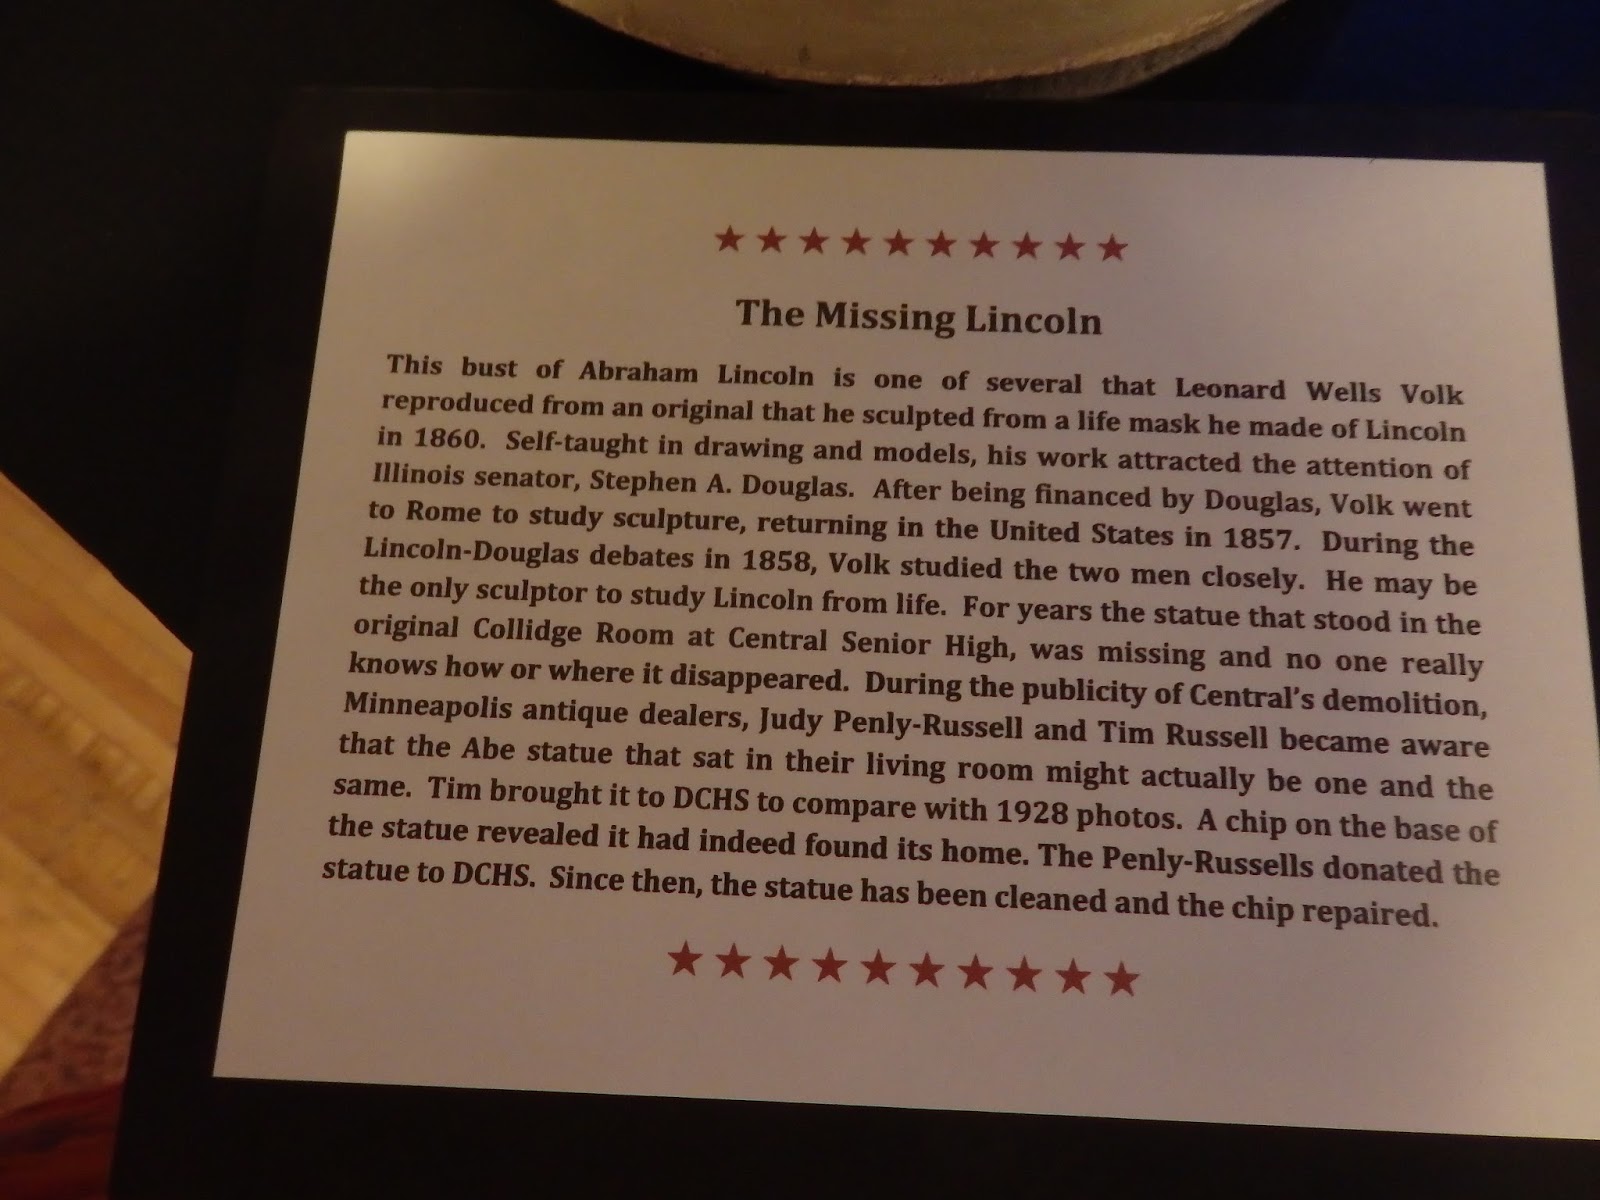 The Missing Lincoln
This bust of Abraham Lincoln is one of several that Leonard Wells Volk
reproduced from an original that he sculpted from a life mask he made of Lincoln
in 1860. Self-taught in drawing and models, his work attracted the attention of
Illinois senator, Stephen A. Douglas. After being financed by Douglas, Volk went
to Rome to study sculpture, returning in the United States in 1857. During the
Lincoln-Douglas debates in 1858, Volk studied the two men closely. He may be
the only sculptor to study Lincoln from life. For years the statue that stood in the
original Collidge Room at Central Senior High, was missing and no one really
knows how or where it disappeared. During the publicity of Central's demolition,
Minneapolis antique dealers, Judy Penly-Russell and Tim Russell became aware
that the Abe statue that sat in their living room might actually be one and the
same. Tim brought it to DCHS to compare with 1928 photos. A chip on the base of
the statue revealed it had indeed found its home. The Penly-Russells donated the
statue to DCHS. Since then, the statue has been cleaned and the chip repaired.